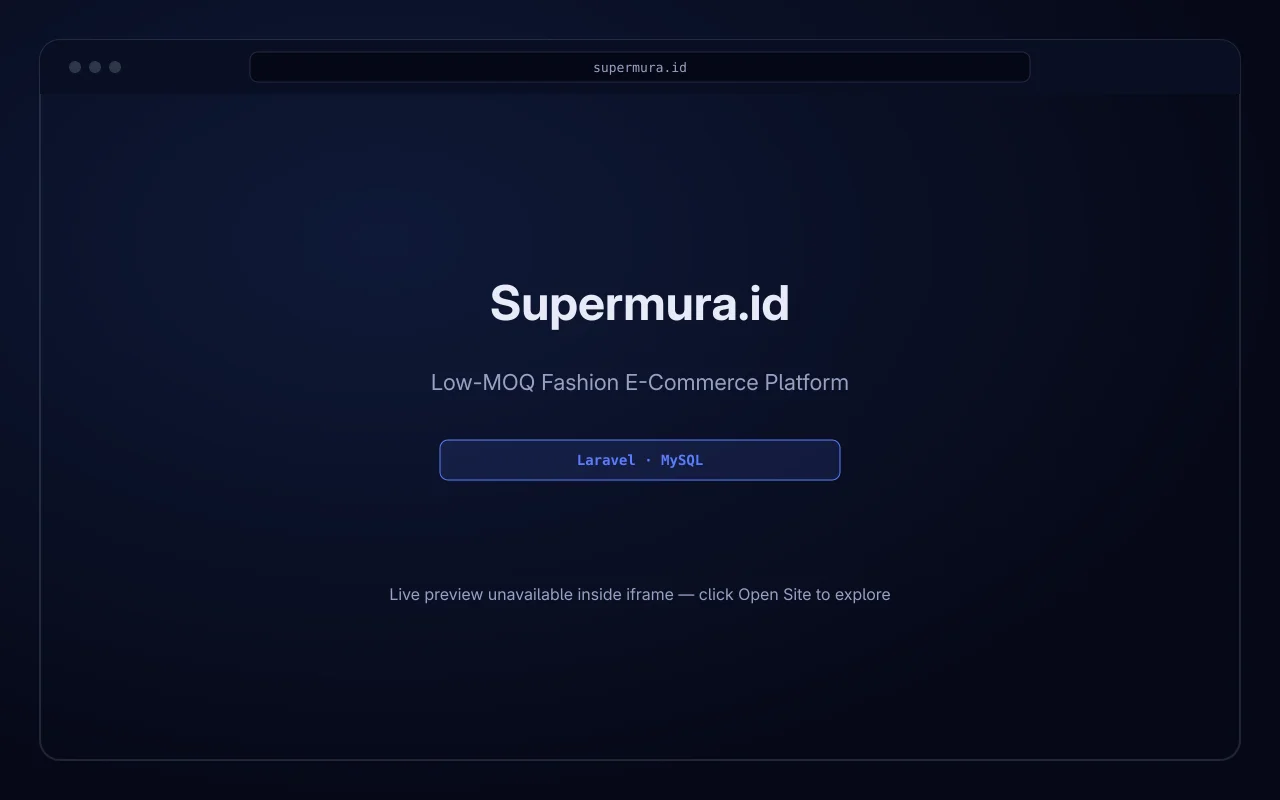 supermura.id
Supermura.id
Low-MOQ Fashion E-Commerce Platform
Laravel · MySQL
Live preview unavailable inside iframe — click Open Site to explore